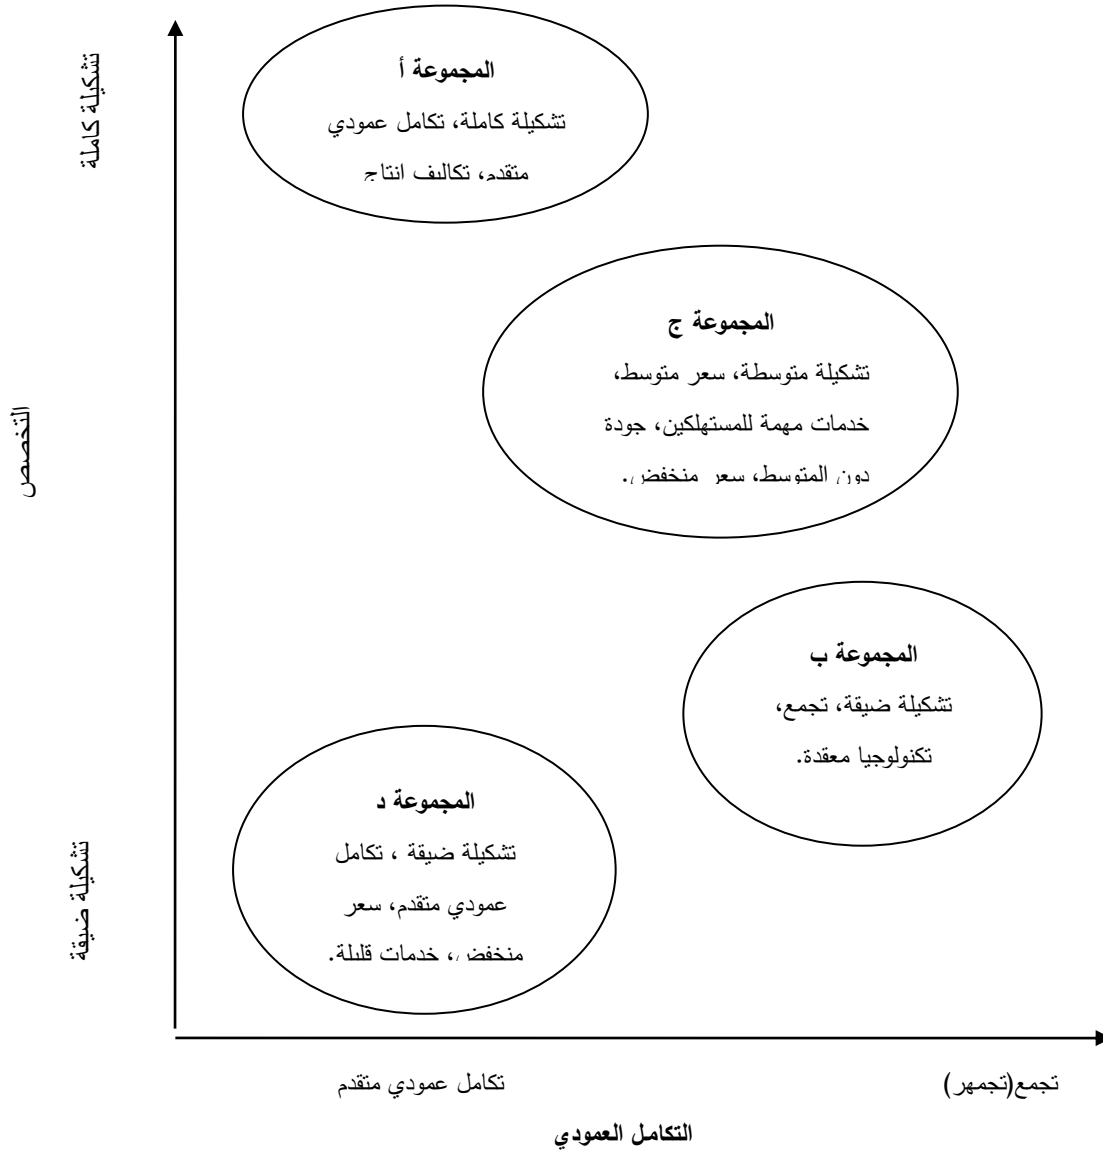 تشكيلة كاملة
المجموعة أ
تشكيلة كاملة، تكامل عمودي
متقدم، تكاليف انتاج
المجموعة ج
تشكيلة متوسطة، سعر متوسط،
خدمات مهمة للمستهلكين، جودة
دون المتوسط، سعر منخفض.
التخصص
المجموعة ب
تشكيلة ضيقة، تجمع،
تكنولوجيا معقدة.
المجموعة د
تشكيلة ضيقة ، تكامل
عمودي متقدم، سعر
منخفض، خدمات قليلة.
تشكيلة ضيقة
تكامل عمودي متقدم
تجمع(تجمهر)
التكامل العمودي